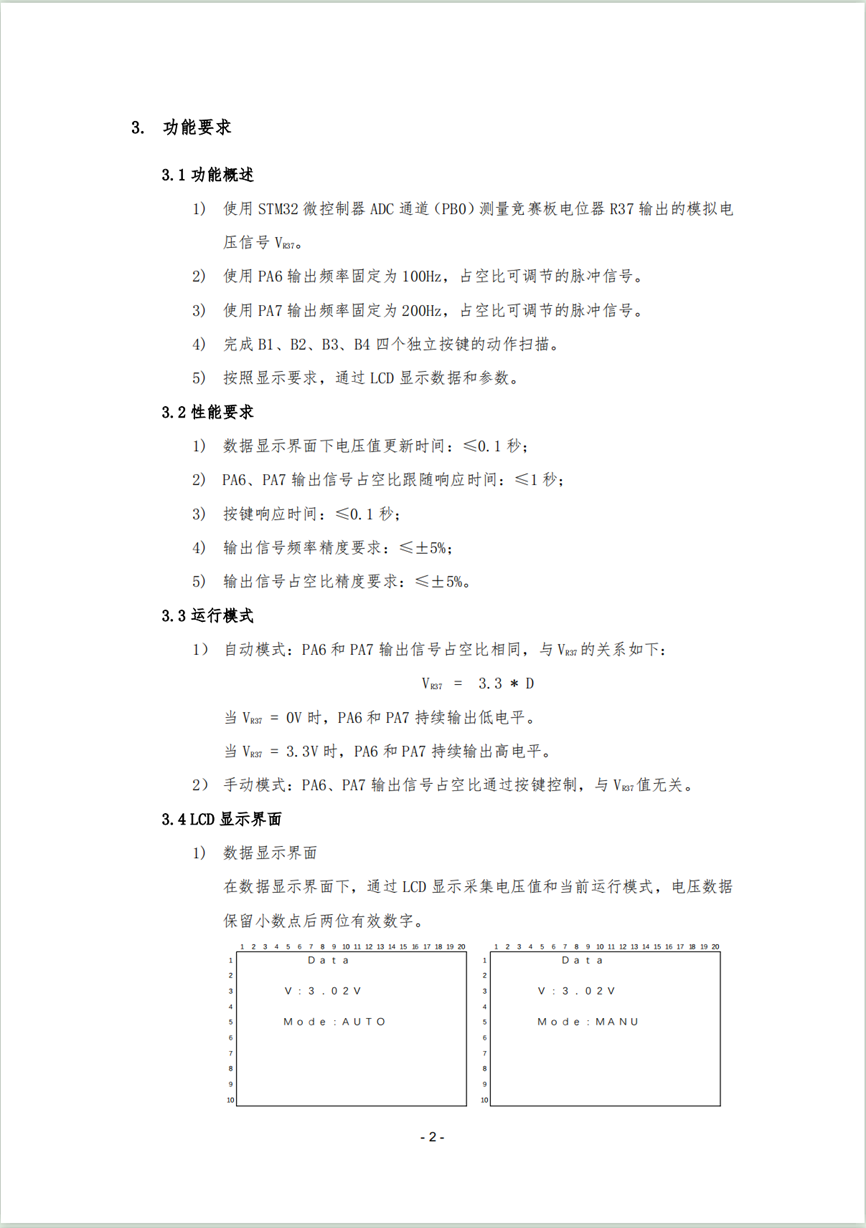 3. 功能要求
3.1 功能概述
1) 使用 STM32 微控制器 ADC 通道（PB0）测量竞赛板电位器 R37 输出的模拟电
压信号 VR37。
2) 使用 PA6 输出频率固定为 100Hz，占空比可调节的脉冲信号。
3) 使用 PA7 输出频率固定为 200Hz，占空比可调节的脉冲信号。
4) 完成 B1、B2、B3、B4 四个独立按键的动作扫描。
5) 按照显示要求，通过 LCD 显示数据和参数。
3.2 性能要求
1) 数据显示界面下电压值更新时间：≤0.1 秒；
2) PA6、PA7 输出信号占空比跟随响应时间：≤1 秒；
3) 按键响应时间：≤0.1 秒；
4) 输出信号频率精度要求：≤±5%；
5) 输出信号占空比精度要求：≤±5%。
3.3 运行模式
1） 自动模式：PA6 和 PA7 输出信号占空比相同，与 VR37 的关系如下：
VR37 = 3.3 * D
当 VR37 = 0V 时，PA6 和 PA7 持续输出低电平。
当 VR37 = 3.3V 时，PA6 和 PA7 持续输出高电平。
2） 手动模式：PA6、PA7 输出信号占空比通过按键控制，与 VR37 值无关。
3.4 LCD 显示界面
1) 数据显示界面
在数据显示界面下，通过 LCD 显示采集电压值和当前运行模式，电压数据
保留小数点后两位有效数字。
1 2 3 4 5 6 7 8 9 10 11 12 13 14 15 16 17 18 19 20
1 Data
2
3 V:3.02V
4
5 Mode:AUTO
6
7
8
9
10
1 2 3 4 5 6 7 8 9 10 11 12 13 14 15 16 17 18 19 20
1 Data
2
3 V:3.02V
4
5 Mode:MANU
6
7
8
9
10
- 2 -